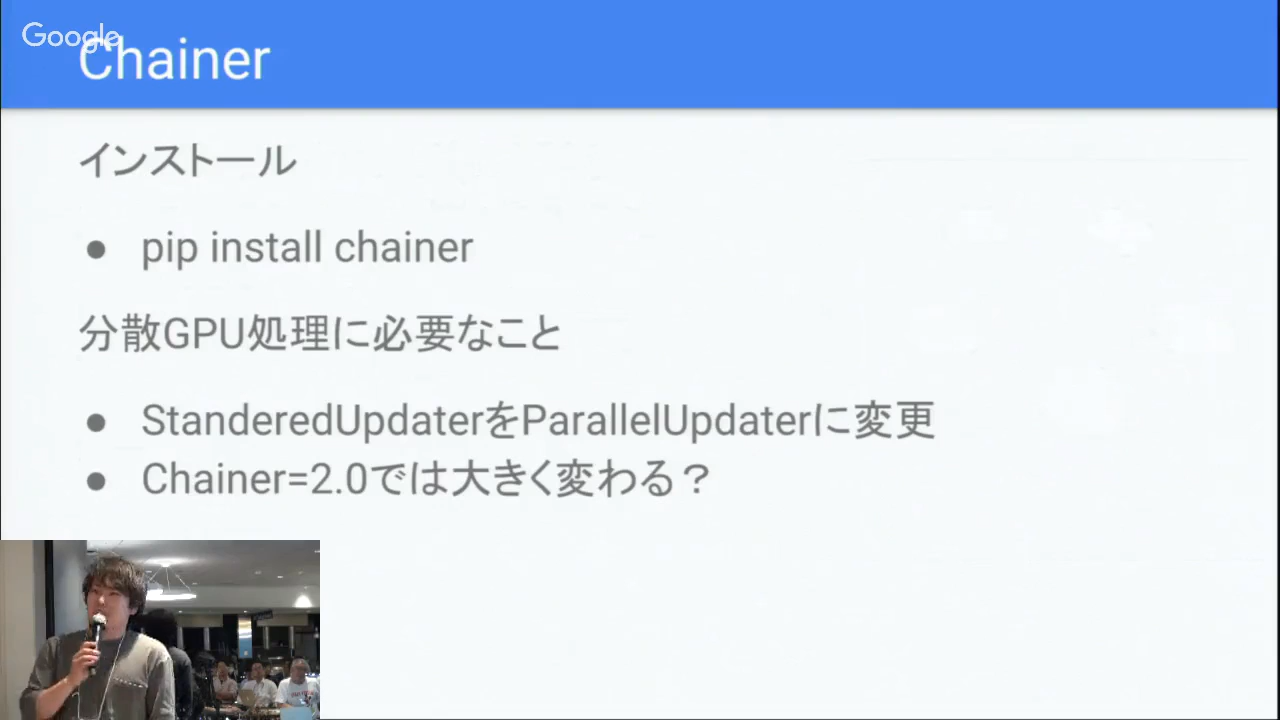 Google
Chainer
インストール
● pip install chainer
分散GPU処理に必要なこと
● StanderedUpdaterをParallelUpdaterに変更
● Chainer=2.0では大きく変わる？